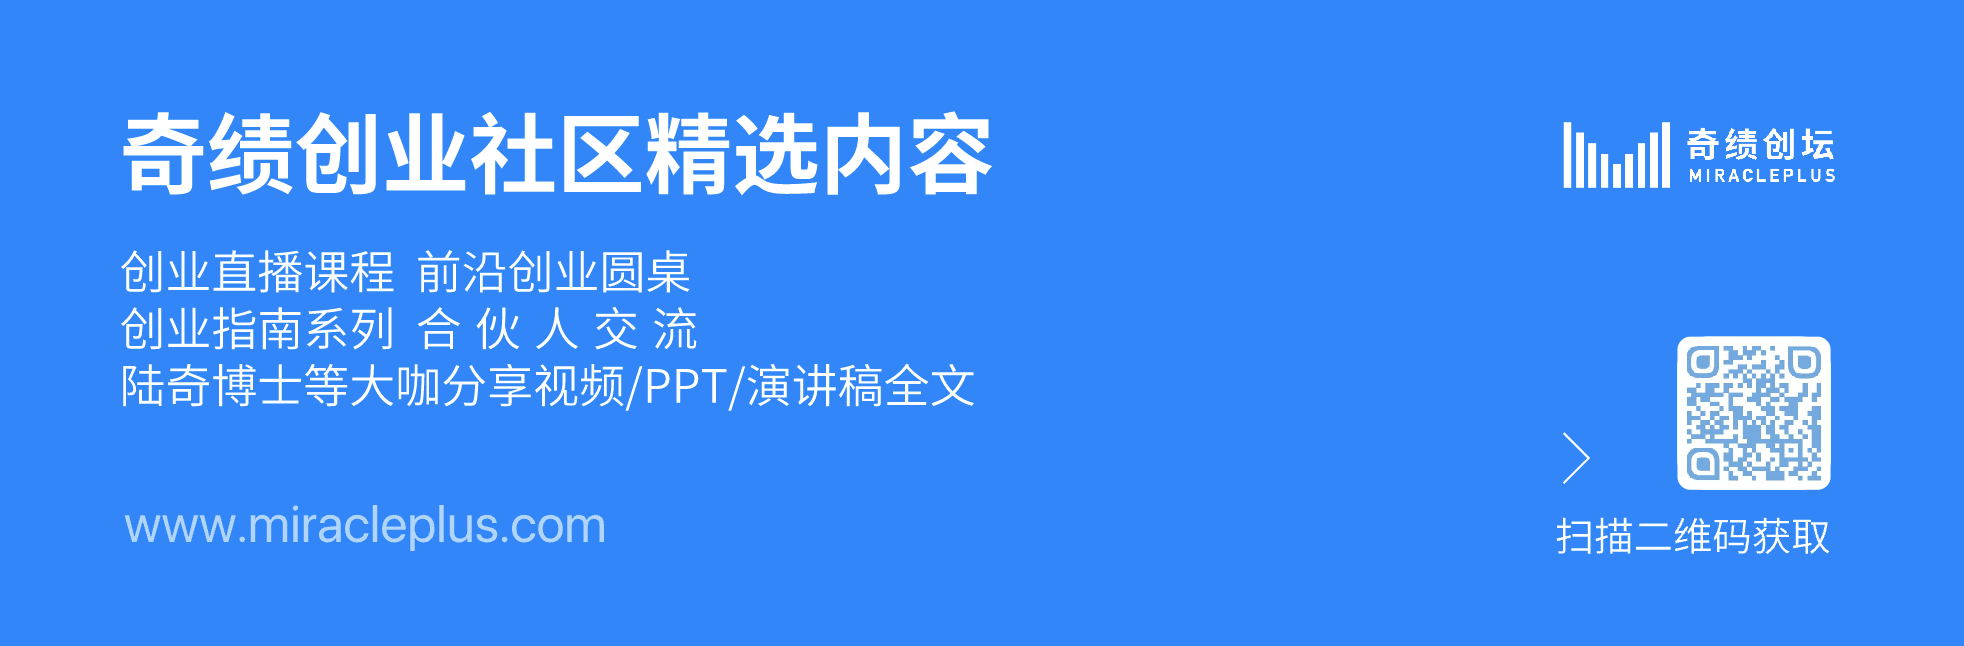 奇绩创业社区精选内容
奇绩创坛
MIRACLEPLUS
创业直播课程 前沿创业圆桌
创业指南系列 合伙人交流
陆奇博士等大咖分享视频/PPT/演讲稿全文
www.miracleplus.com
扫描二维码获取